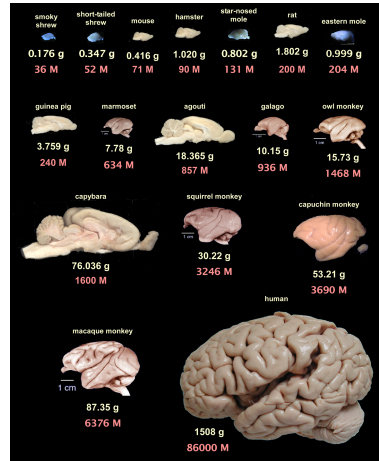 smoky
shrew
short-tailed
shrew
mouse
hamster
star-nosed
mole
rat
eastern mole
0.176 g
0.347 g
0.416 g
1.020 g
0.802 g
1.802 g
0.999 g
36 M
52 M
71 M
90 M
131 M
200 M
204 M
guinea pig
marmoset
agouti
galago
owl monkey
1 cm
3.759 g
7.78 g
18.365 g
10.15 g
15.73 g
240 M
634 M
857 M
936 M
1468 M
capybara
squirrel monkey
capuchin monkey
1 cm
76.036 g
30.22 g
53.21 g
1600 M
3246 M
3690 M
human
macaque monkey
1 cm
87.35 g
1508 g
6376 M
86000 M